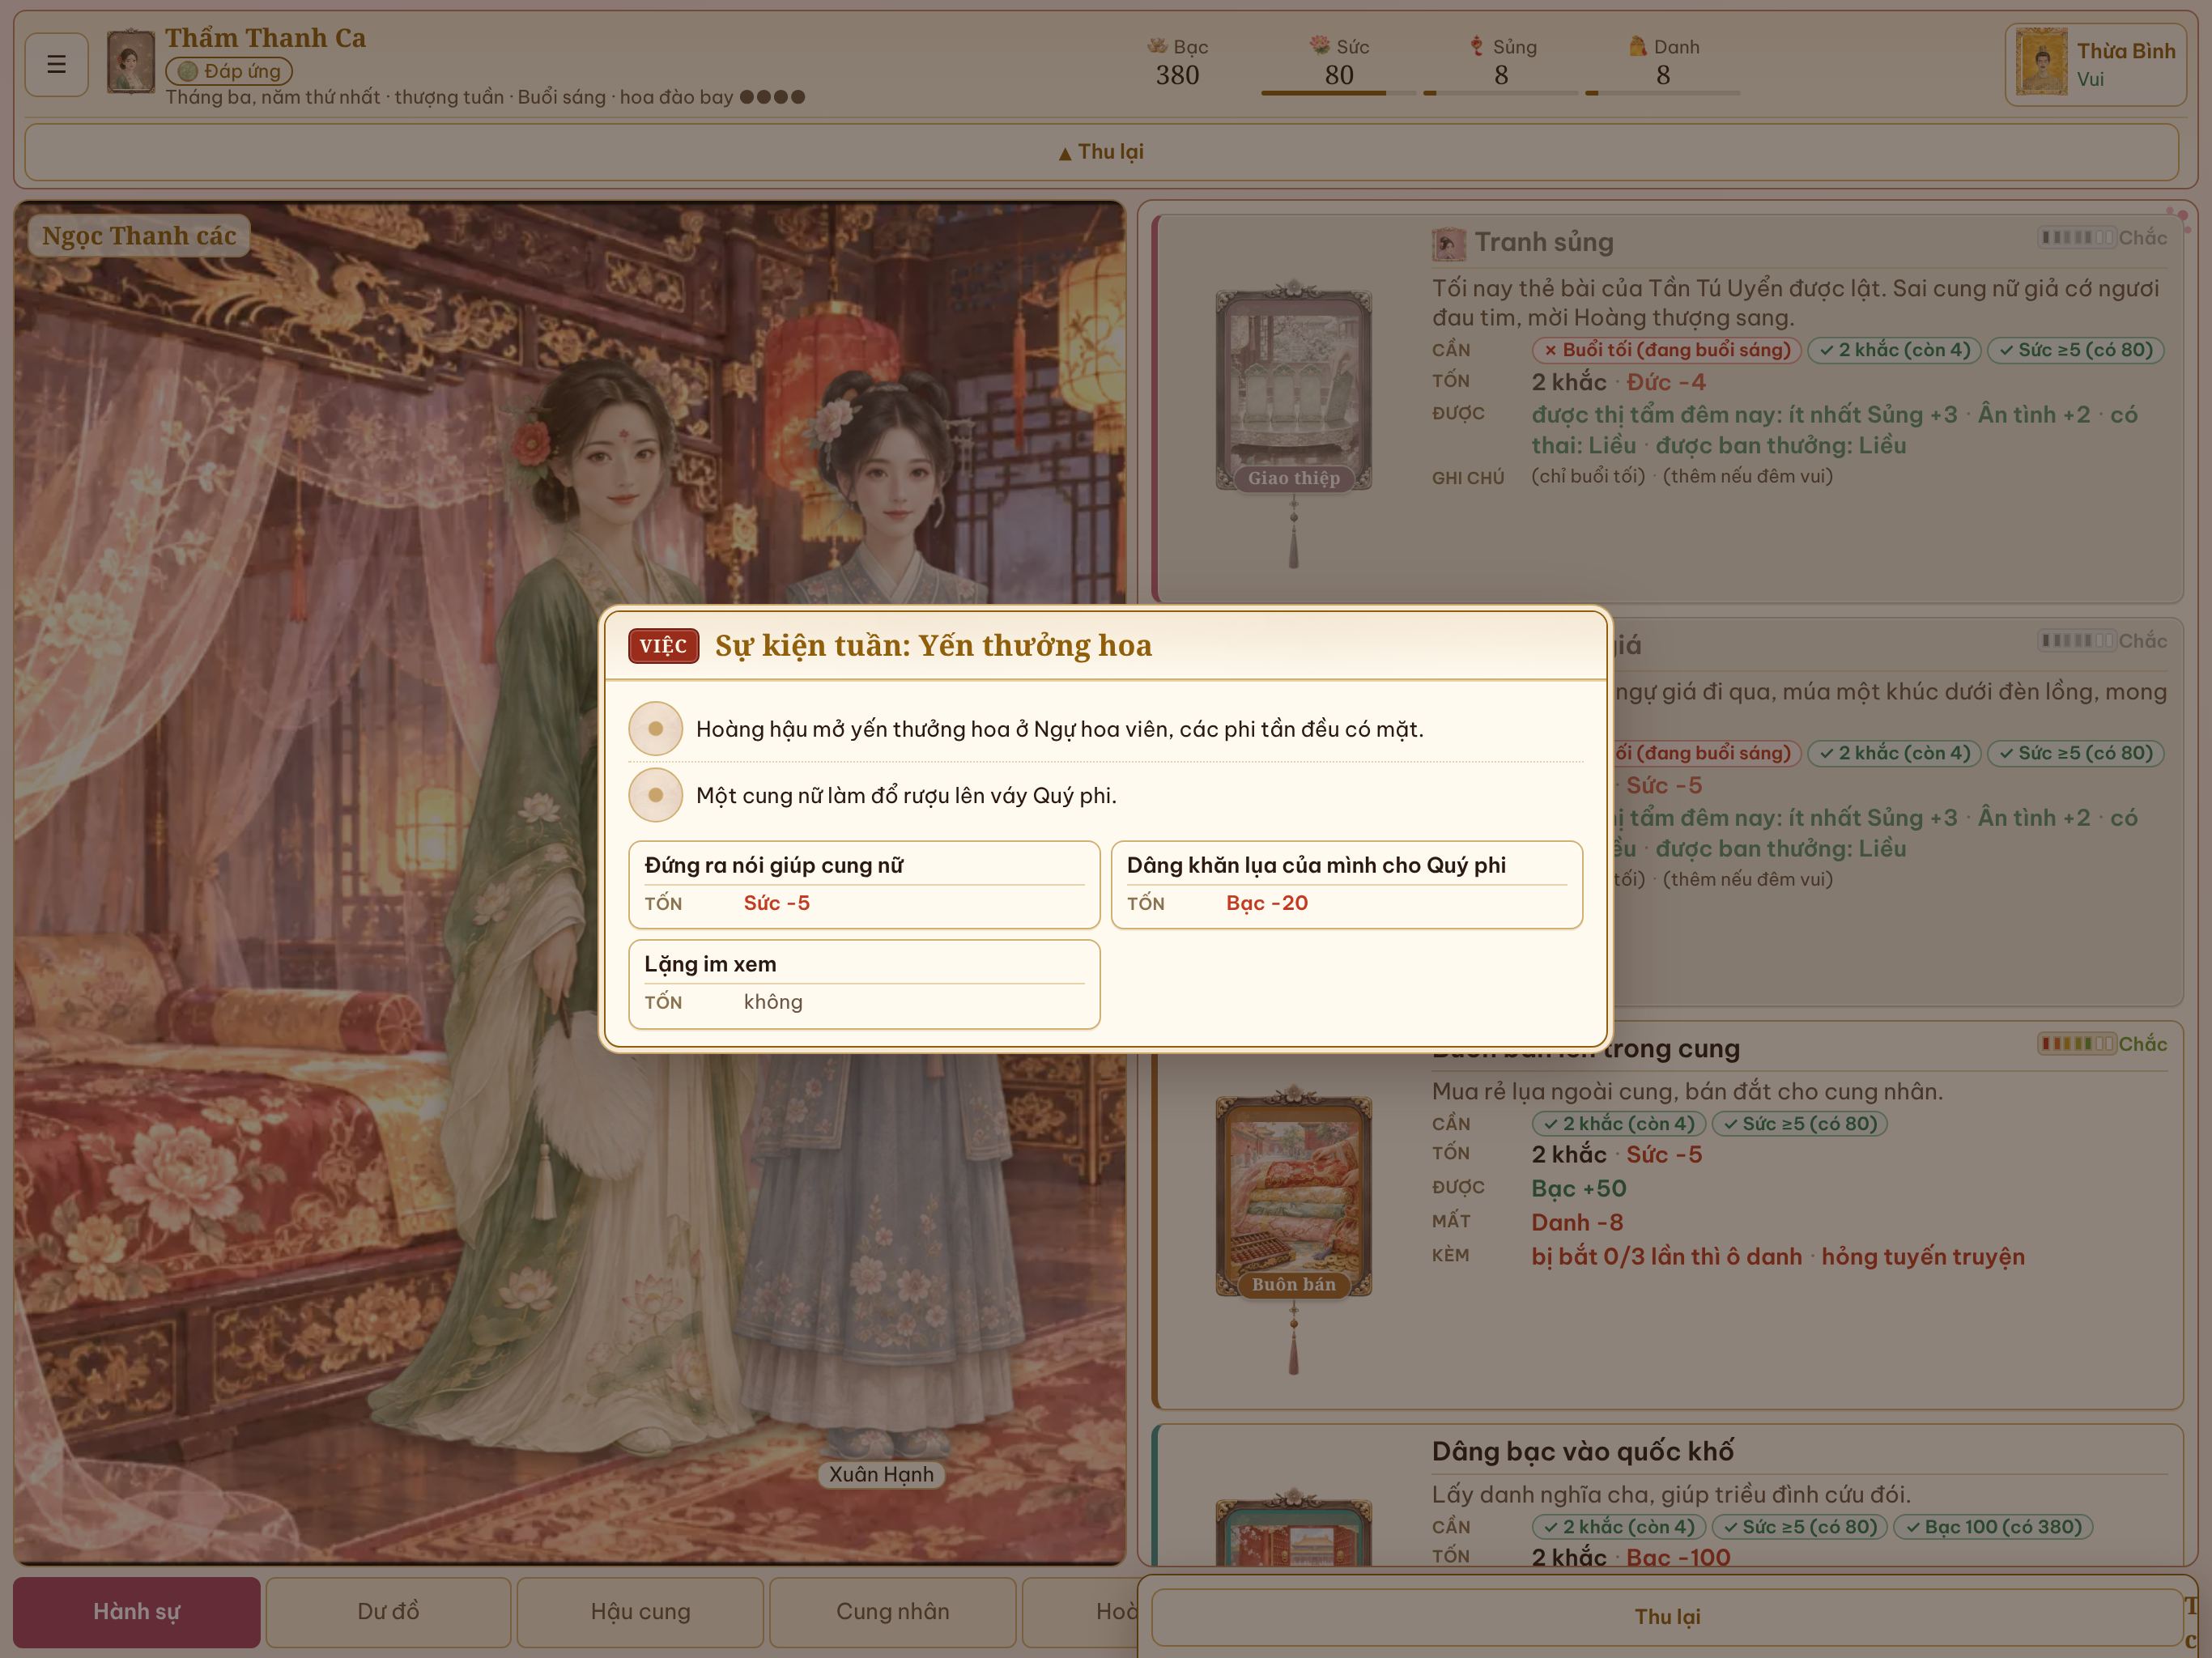 ☰
Thẩm Thanh Ca
Đáp ứng
Tháng ba, năm thứ nhất · thượng tuần · Buổi sáng · hoa đào bay
Bạc
380
Sức
80
Sủng
8
Danh
8
Thừa Bình
Vui
▲ Thu lại
Ngọc Thanh các
Xuân Hạnh
Tranh sủng
Chắc
Tối nay thẻ bài của Tần Tú Uyển được lật. Sai cung nữ giả cớ ngươi
đau tim, mời Hoàng thượng sang.
CẦN × Buổi tối (đang buổi sáng) ✓ 2 khắc (còn 4) ✓ Sức ≥5 (có 80)
TỐN 2 khắc · Đức -4
ĐƯỢC được thị tẩm đêm nay: ít nhất Sủng +3 · Ân tình +2 · có
thai: Liều · được ban thưởng: Liều
GHI CHÚ (chỉ buổi tối) · (thêm nếu đêm vui)
Giao thiệp
giá
Chắc
ngự giá đi qua, múa một khúc dưới đèn lồng, mong
ối (đang buổi sáng) ✓ 2 khắc (còn 4) ✓ Sức ≥5 (có 80)
· Sức -5
tẩm đêm nay: ít nhất Sủng +3 · Ân tình +2 · có
· được ban thưởng: Liều
tối) · (thêm nếu đêm vui)
VIỆC Sự kiện tuần: Yến thưởng hoa
Hoàng hậu mở yến thưởng hoa ở Ngự hoa viên, các phi tần đều có mặt.
Một cung nữ làm đổ rượu lên váy Quý phi.
Đứng ra nói giúp cung nữ
TỐN Sức -5
Dâng khăn lụa của mình cho Quý phi
TỐN Bạc -20
Lặng im xem
TỐN không
trong cung
Chắc
Mua rẻ lụa ngoài cung, bán đắt cho cung nhân.
CẦN ✓ 2 khắc (còn 4) ✓ Sức ≥5 (có 80)
TỐN 2 khắc · Sức -5
ĐƯỢC Bạc +50
MẤT Danh -8
KÈM bị bắt 0/3 lần thì ô danh · hỏng tuyến truyện
Buôn bán
Dâng bạc vào quốc khố
Lấy danh nghĩa cha, giúp triều đình cứu đói.
CẦN ✓ 2 khắc (còn 4) ✓ Sức ≥5 (có 80) ✓ Bạc 100 (có 380)
TỐN 2 khắc · Bạc -100
Hành sự
Dư đồ
Hậu cung
Cung nhân
Hoà
Thu lại